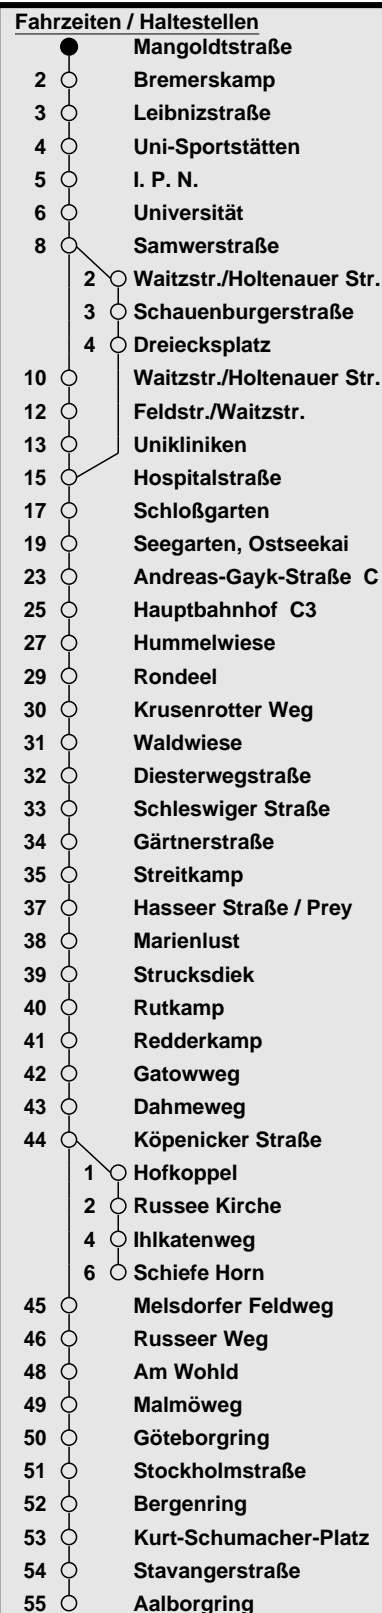 Fahrzeiten / Haltestellen
Mangoldtstraße
2 Bremerskamp
3 Leibnizstraße
4 Uni-Sportstätten
5 I. P. N.
6 Universität
8 Samwerstraße
2 Waitzstr./Holtenauer Str.
3 Schauenburgerstraße
4 Dreiecksplatz
10 Waitzstr./Holtenauer Str.
12 Feldstr./Waitzstr.
13 Unikliniken
15 Hospitalstraße
17 Schloßgarten
19 Seegarten, Ostseekai
23 Andreas-Gayk-Straße C
25 Hauptbahnhof C3
27 Hummelwiese
29 Rondeel
30 Krusenrotter Weg
31 Waldwiese
32 Diesterwegstraße
33 Schleswiger Straße
34 Gärtnerstraße
35 Streitkamp
37 Hasseer Straße / Prey
38 Marienlust
39 Strucksdiek
40 Rutkamp
41 Redderkamp
42 Gatowweg
43 Dahmeweg
44 Köpenicker Straße
1 Hofkoppel
2 Russee Kirche
4 Ihlkatenweg
6 Schiefe Horn
45 Melsdorfer Feldweg
46 Russeer Weg
48 Am Wohld
49 Malmöweg
50 Göteborgring
51 Stockholmstraße
52 Bergenring
53 Kurt-Schumacher-Platz
54 Stavangerstraße
55 Aalborgring